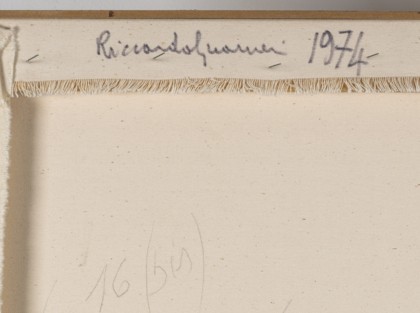 Riccardo Guarneri 1974
16 (bis)